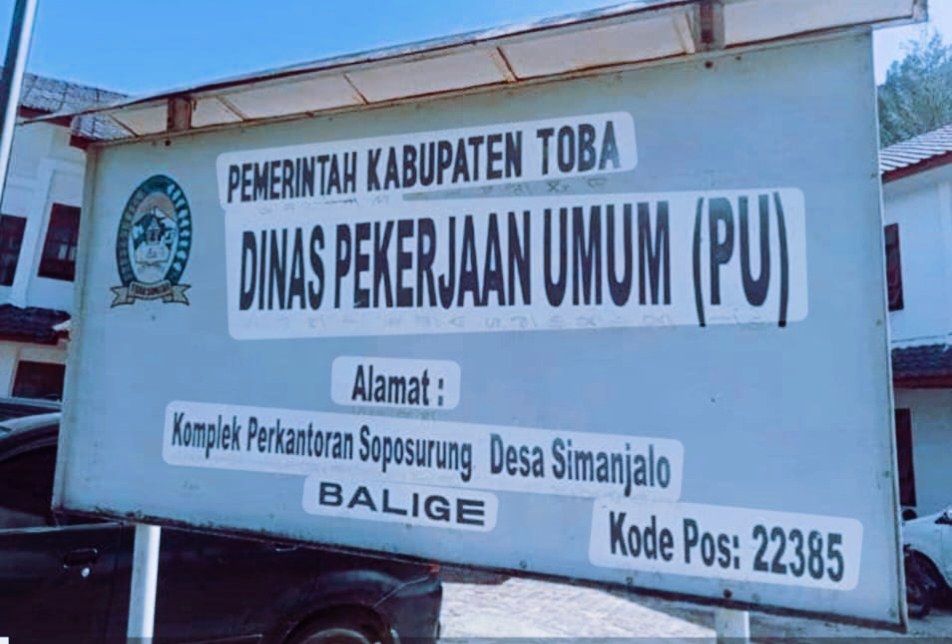 PEMERINTAH KABUPATEN TOBA
DINAS PEKERJAAN UMUM (PU)
Alamat :
Komplek Perkantoran Soposurung Desa Simanjalo
BALIGE
Kode Pos: 22385